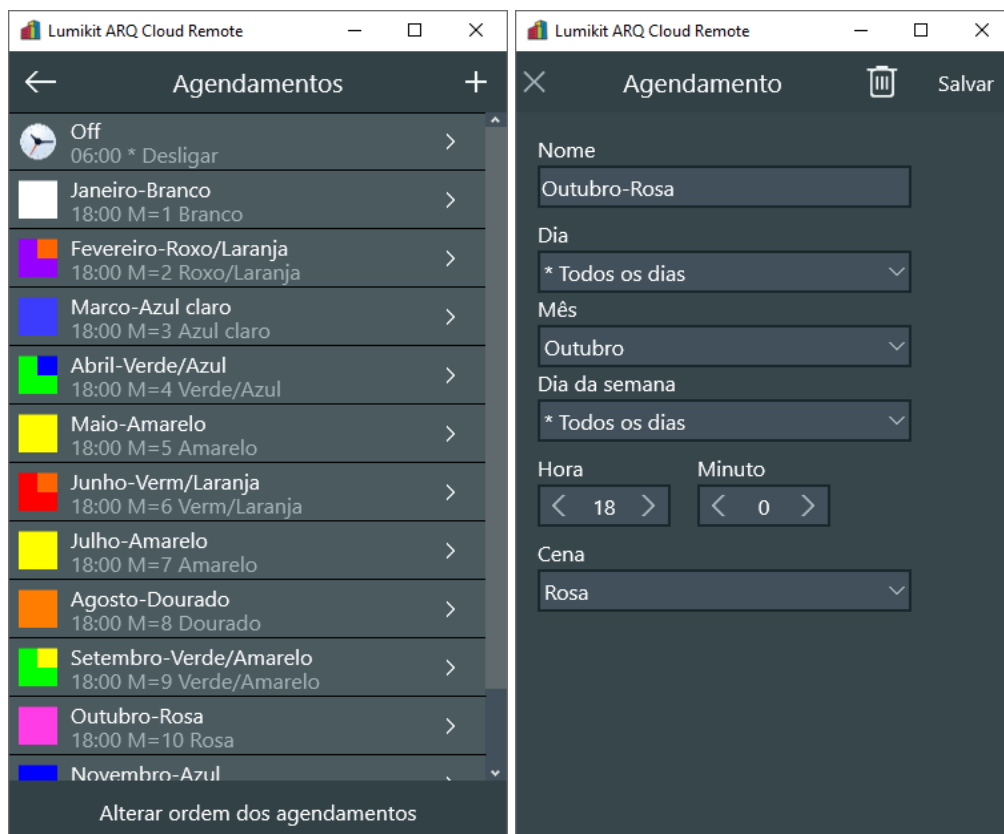 Lumikit ARQ Cloud Remote
Agendamentos
Off
06:00 * Desligar
Janeiro-Branco
18:00 M=1 Branco
Fevereiro-Roxo/Laranja
18:00 M=2 Roxo/Laranja
Marco-Azul claro
18:00 M=3 Azul claro
Abril-Verde/Azul
18:00 M=4 Verde/Azul
Maio-Amarelo
18:00 M=5 Amarelo
Junho-Verm/Laranja
18:00 M=6 Verm/Laranja
Julho-Amarelo
18:00 M=7 Amarelo
Agosto-Dourado
18:00 M=8 Dourado
Setembro-Verde/Amarelo
18:00 M=9 Verde/Amarelo
Outubro-Rosa
18:00 M=10 Rosa
Novembro-Azul
Alterar ordem dos agendamentos
Lumikit ARQ Cloud Remote
Agendamento
Salvar
Nome
Outubro-Rosa
Dia
* Todos os dias
Mês
Outubro
Dia da semana
* Todos os dias
Hora Minuto
18 0
Cena
Rosa